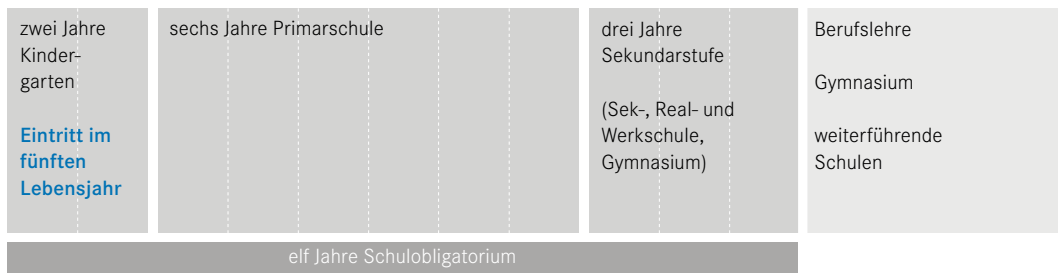 zwei Jahre
Kinder-
garten
Eintritt im
fünften
Lebensjahr
sechs Jahre Primarschule
drei Jahre
Sekundarstufe
(Sek-, Real- und
Werkschule,
Gymnasium)
Berufslehre
Gymnasium
weiterführende
Schulen
elf Jahre Schulobligatorium